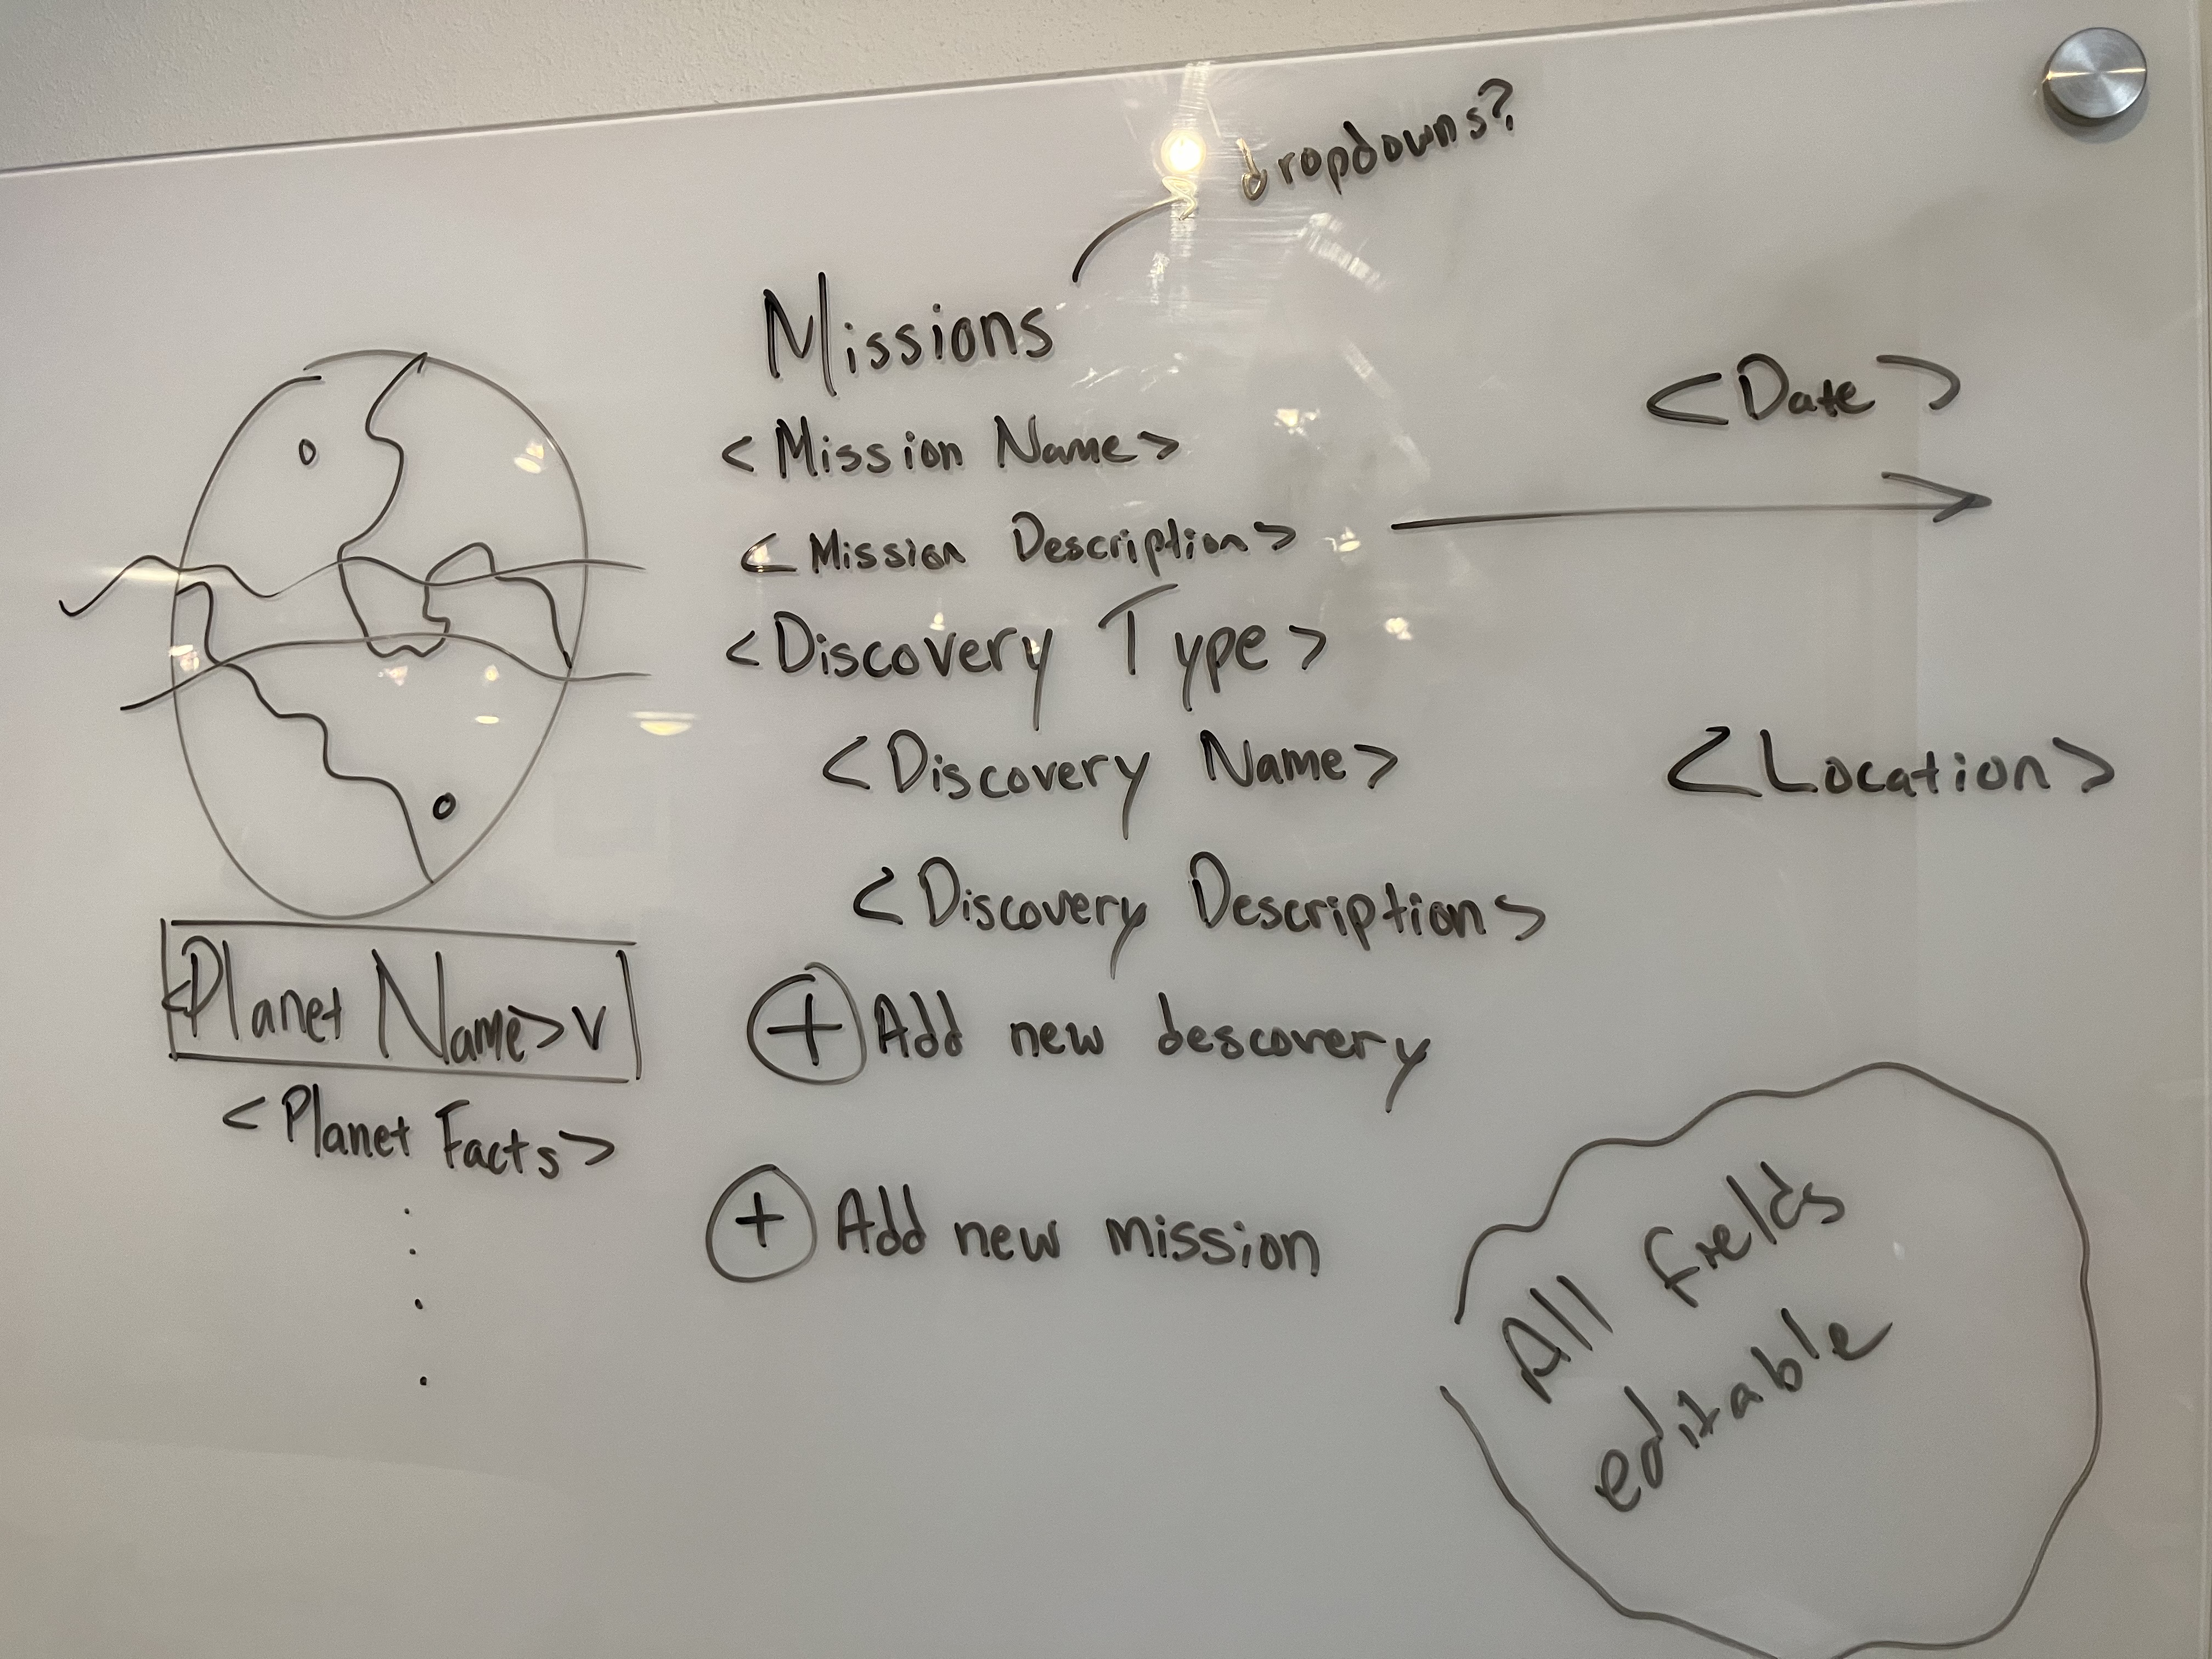 dropdowns?
Missions
<Date>
<Mission Name>
<Mission Description>
<Discovery Type>
<Discovery Name>
<Location>
<Discovery Description>
<Planet Name> v
+ Add new descovery
<Planet Facts>
+ Add new mission
All fields
editable